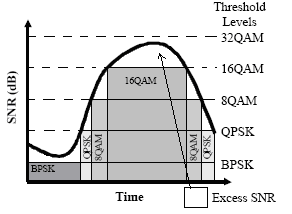 Threshold
Levels
32QAM
16QAM
16QAM
8QAM
QPSK
BPSK
SNR (dB)
BPSK
QPSK
8QAM
8QAM
QPSK
Time
Excess SNR